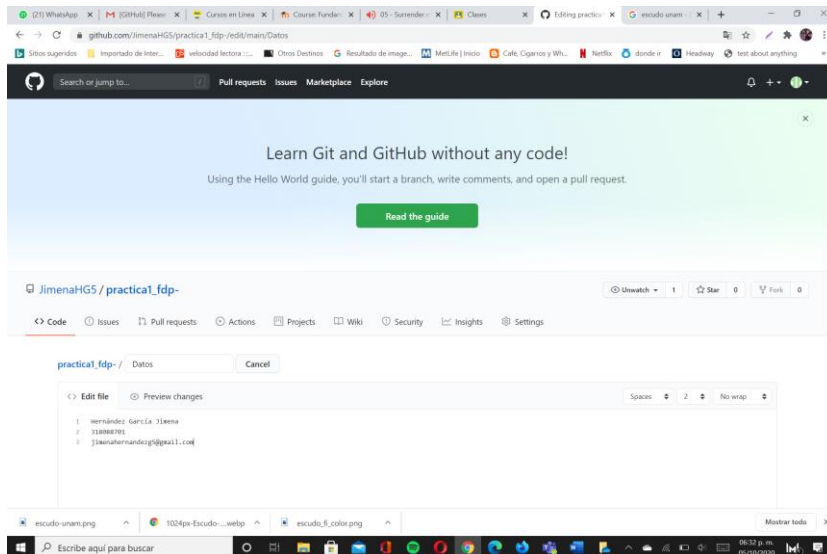 (21) WhatsApp
[GitHub] Please
Cursos en Línea
Course: Fundam
05 - Surrender
Clases
Editing practica
escudo unam -
github.com/JimenaHG5/practica1_fdp-/edit/main/Datos
Sitios sugeridos
Importado de Inter...
velocidad lectora ::...
Otros Destinos
Resultado de image...
MetLife | Inicio
Café, Cigarros y Wh...
Netflix
donde ir
Headway
test about anything
Search or jump to...
/
Pull requests
Issues
Marketplace
Explore
Learn Git and GitHub without any code!
Using the Hello World guide, you'll start a branch, write comments, and open a pull request.
Read the guide
JimenaHG5 / practica1_fdp-
Unwatch 1
Star 0
Fork 0
Code
Issues
Pull requests
Actions
Projects
Wiki
Security
Insights
Settings
practica1_fdp- / Datos
Cancel
Edit file
Preview changes
Spaces
2
No wrap
1 Hernández García Jimena
2 318008701
3 jimenahernandezg5@gmail.com
escudo-unam.png
1024px-Escudo-....webp
escudo_fi_color.png
Mostrar todo
Escribe aquí para buscar
06:32 p. m.
05/10/2020